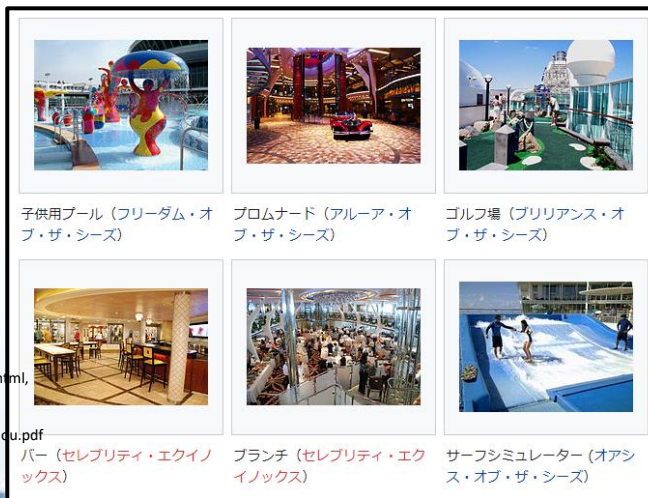 子供用プール（フリーダム・オ
ブ・ザ・シーズ）
プロムナード（アルーア・オ
ブ・ザ・シーズ）
ゴルフ場（ブリリアンス・オ
ブ・ザ・シーズ）
html,
du.pdf
バー（セレブリティ・エクイノ
ックス）
ブランチ（セレブリティ・エク
イノックス）
サーフシミュレーター (オアシ
ス・オブ・ザ・シーズ）